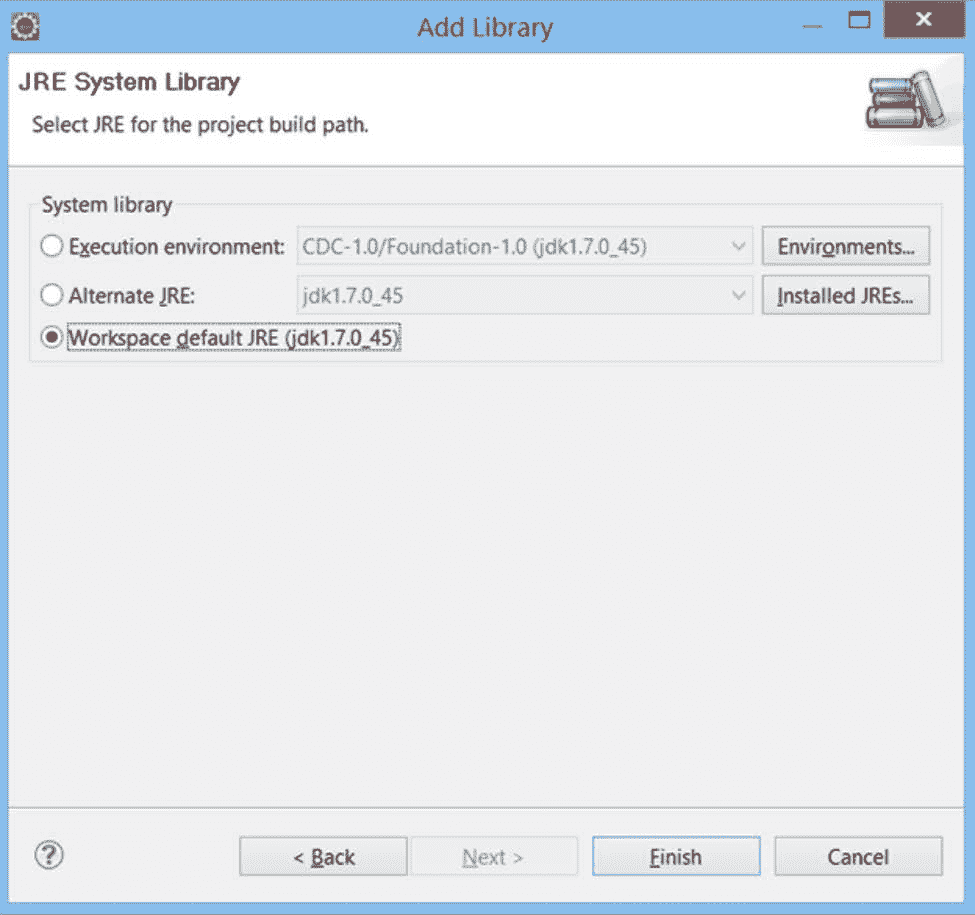 Add Library
JRE System Library
Select JRE for the project build path.
System library
Execution environment: CDC-1.0/Foundation-1.0 (jdk1.7.0_45) Environments...
Alternate JRE: jdk1.7.0_45 Installed JREs...
Workspace default JRE (jdk1.7.0_45)
? < Back Next > Finish Cancel